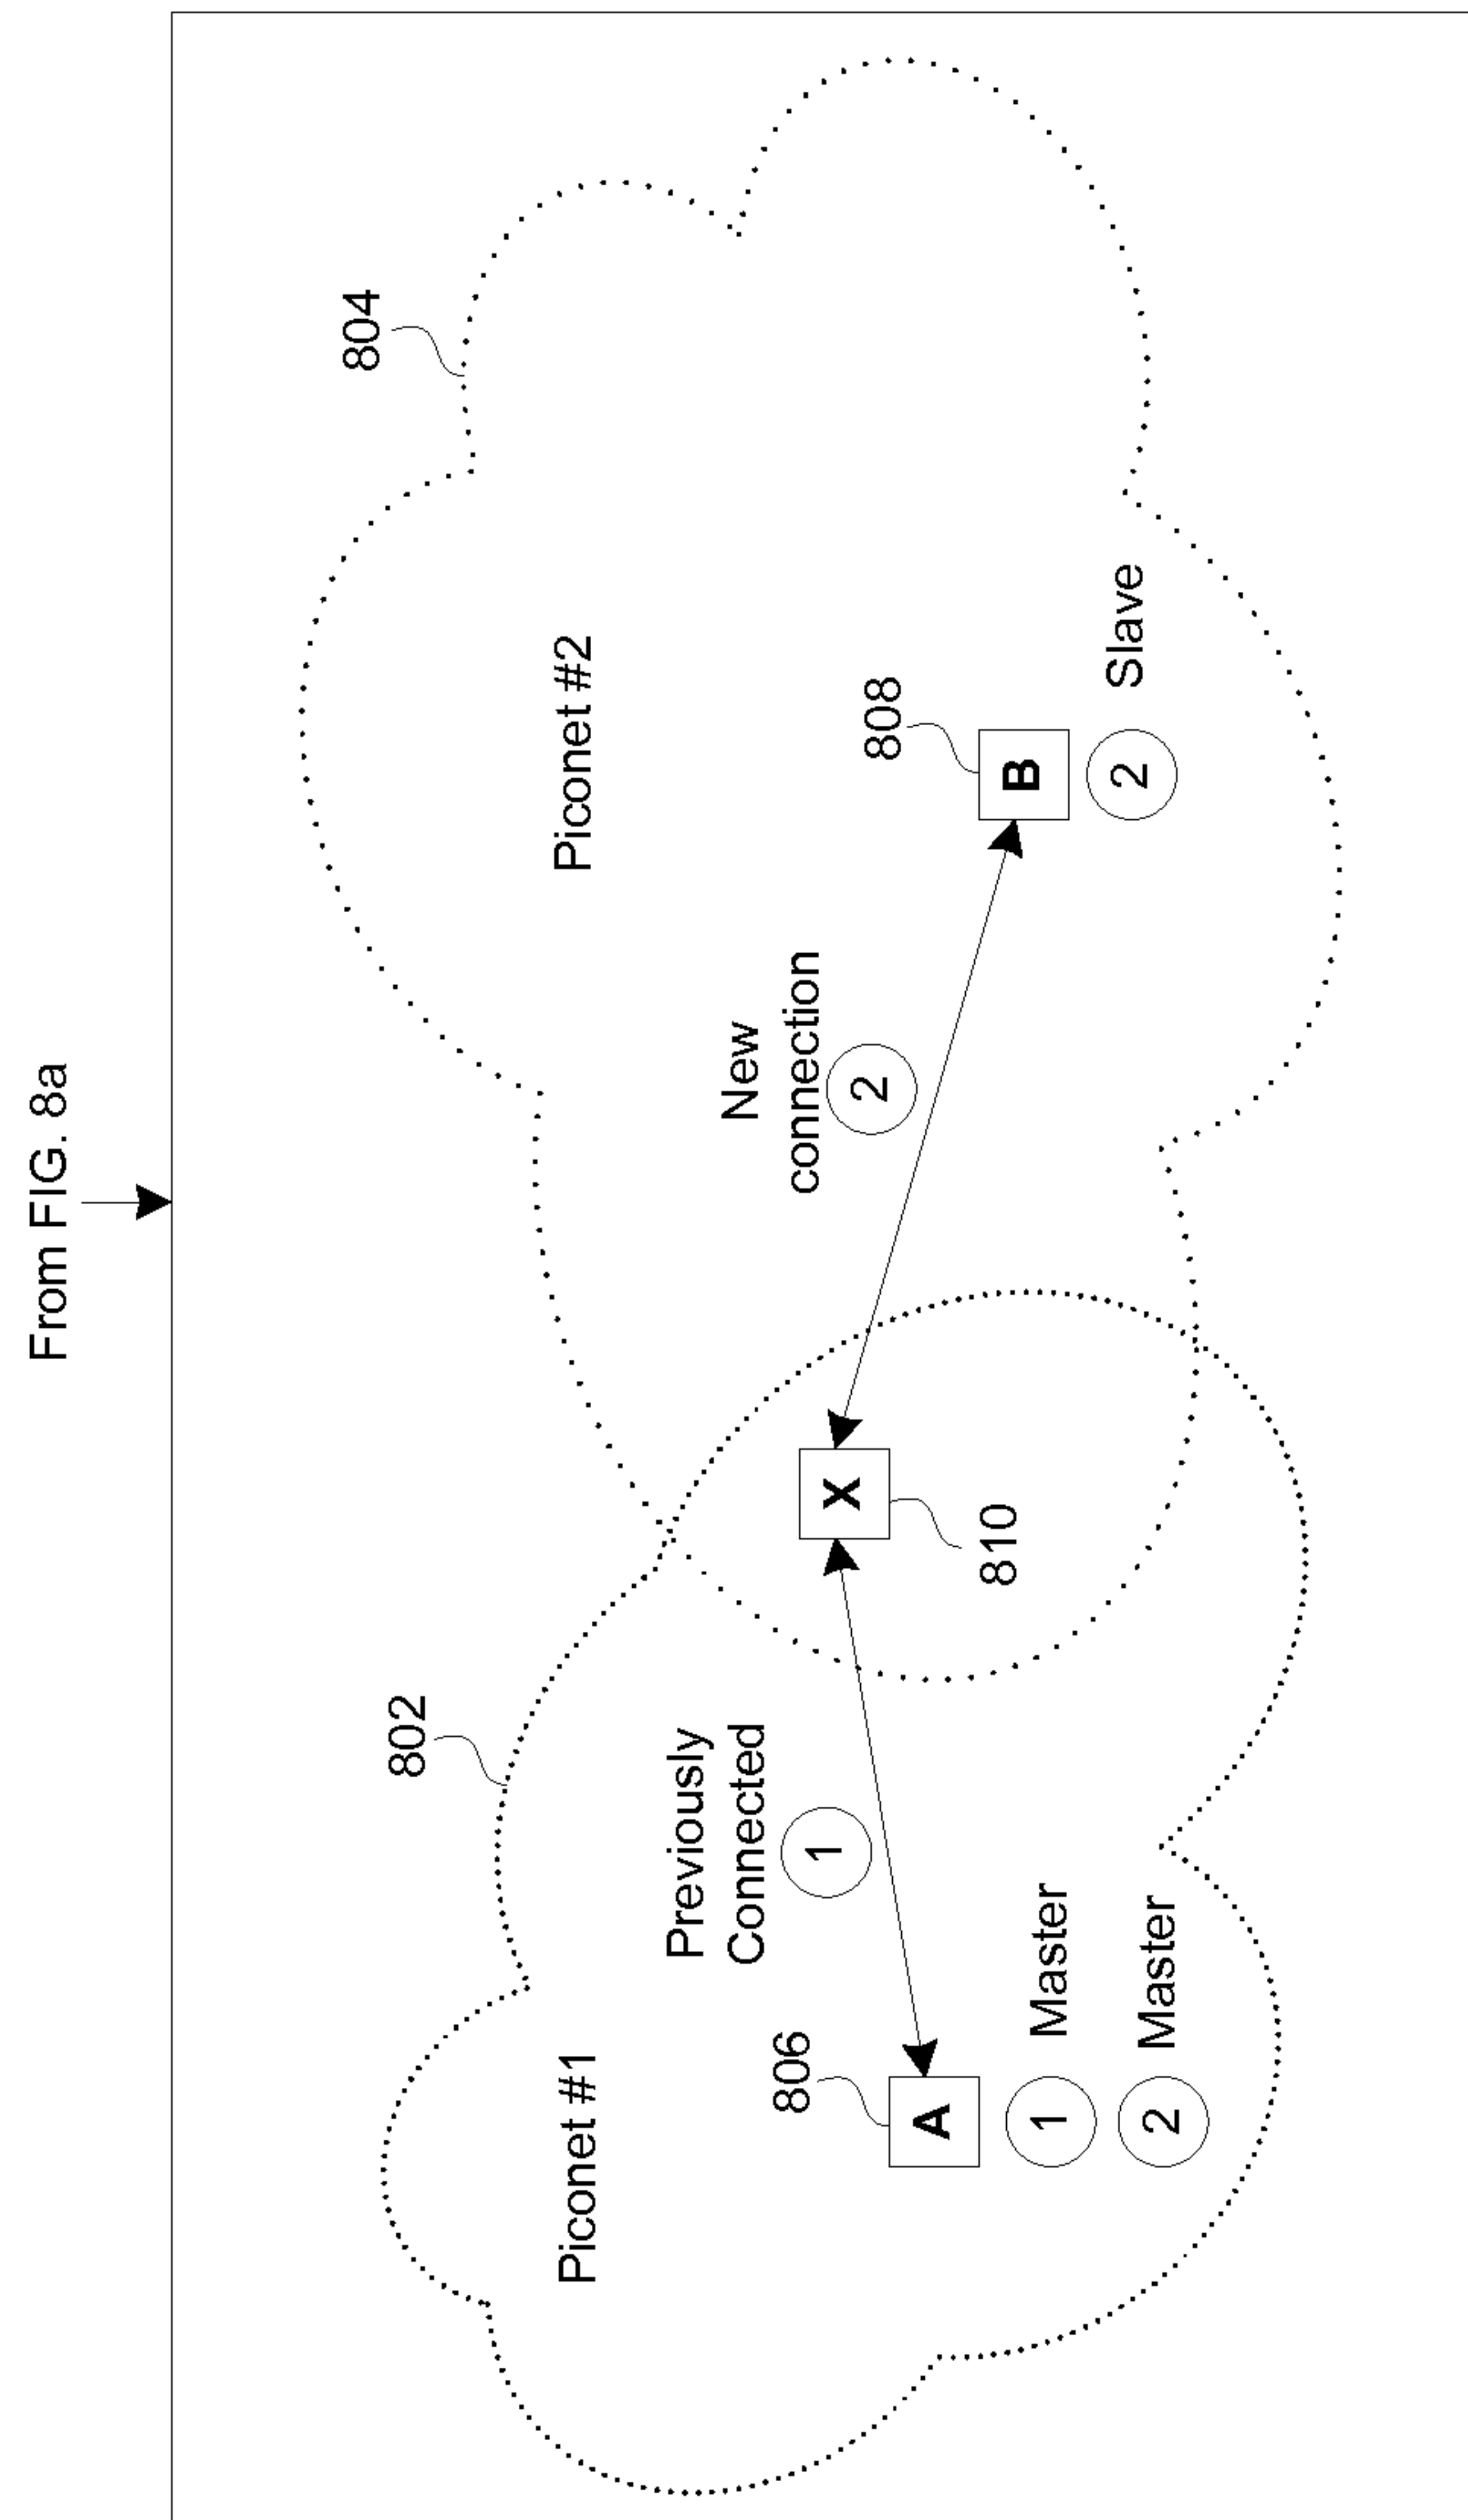 From FIG. 8a
804
802
Piconet #1
Piconet #2
Previously
Connected
1
New
connection
2
806
A
X
810
808
B
1 Master
2 Master
2 Slave